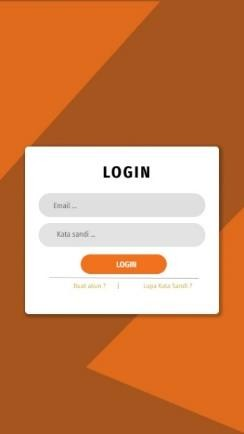 LOGIN
Email ...
Kata sandi ...
LOGIN
Buat akun ? | Lupa Kata Sandi ?